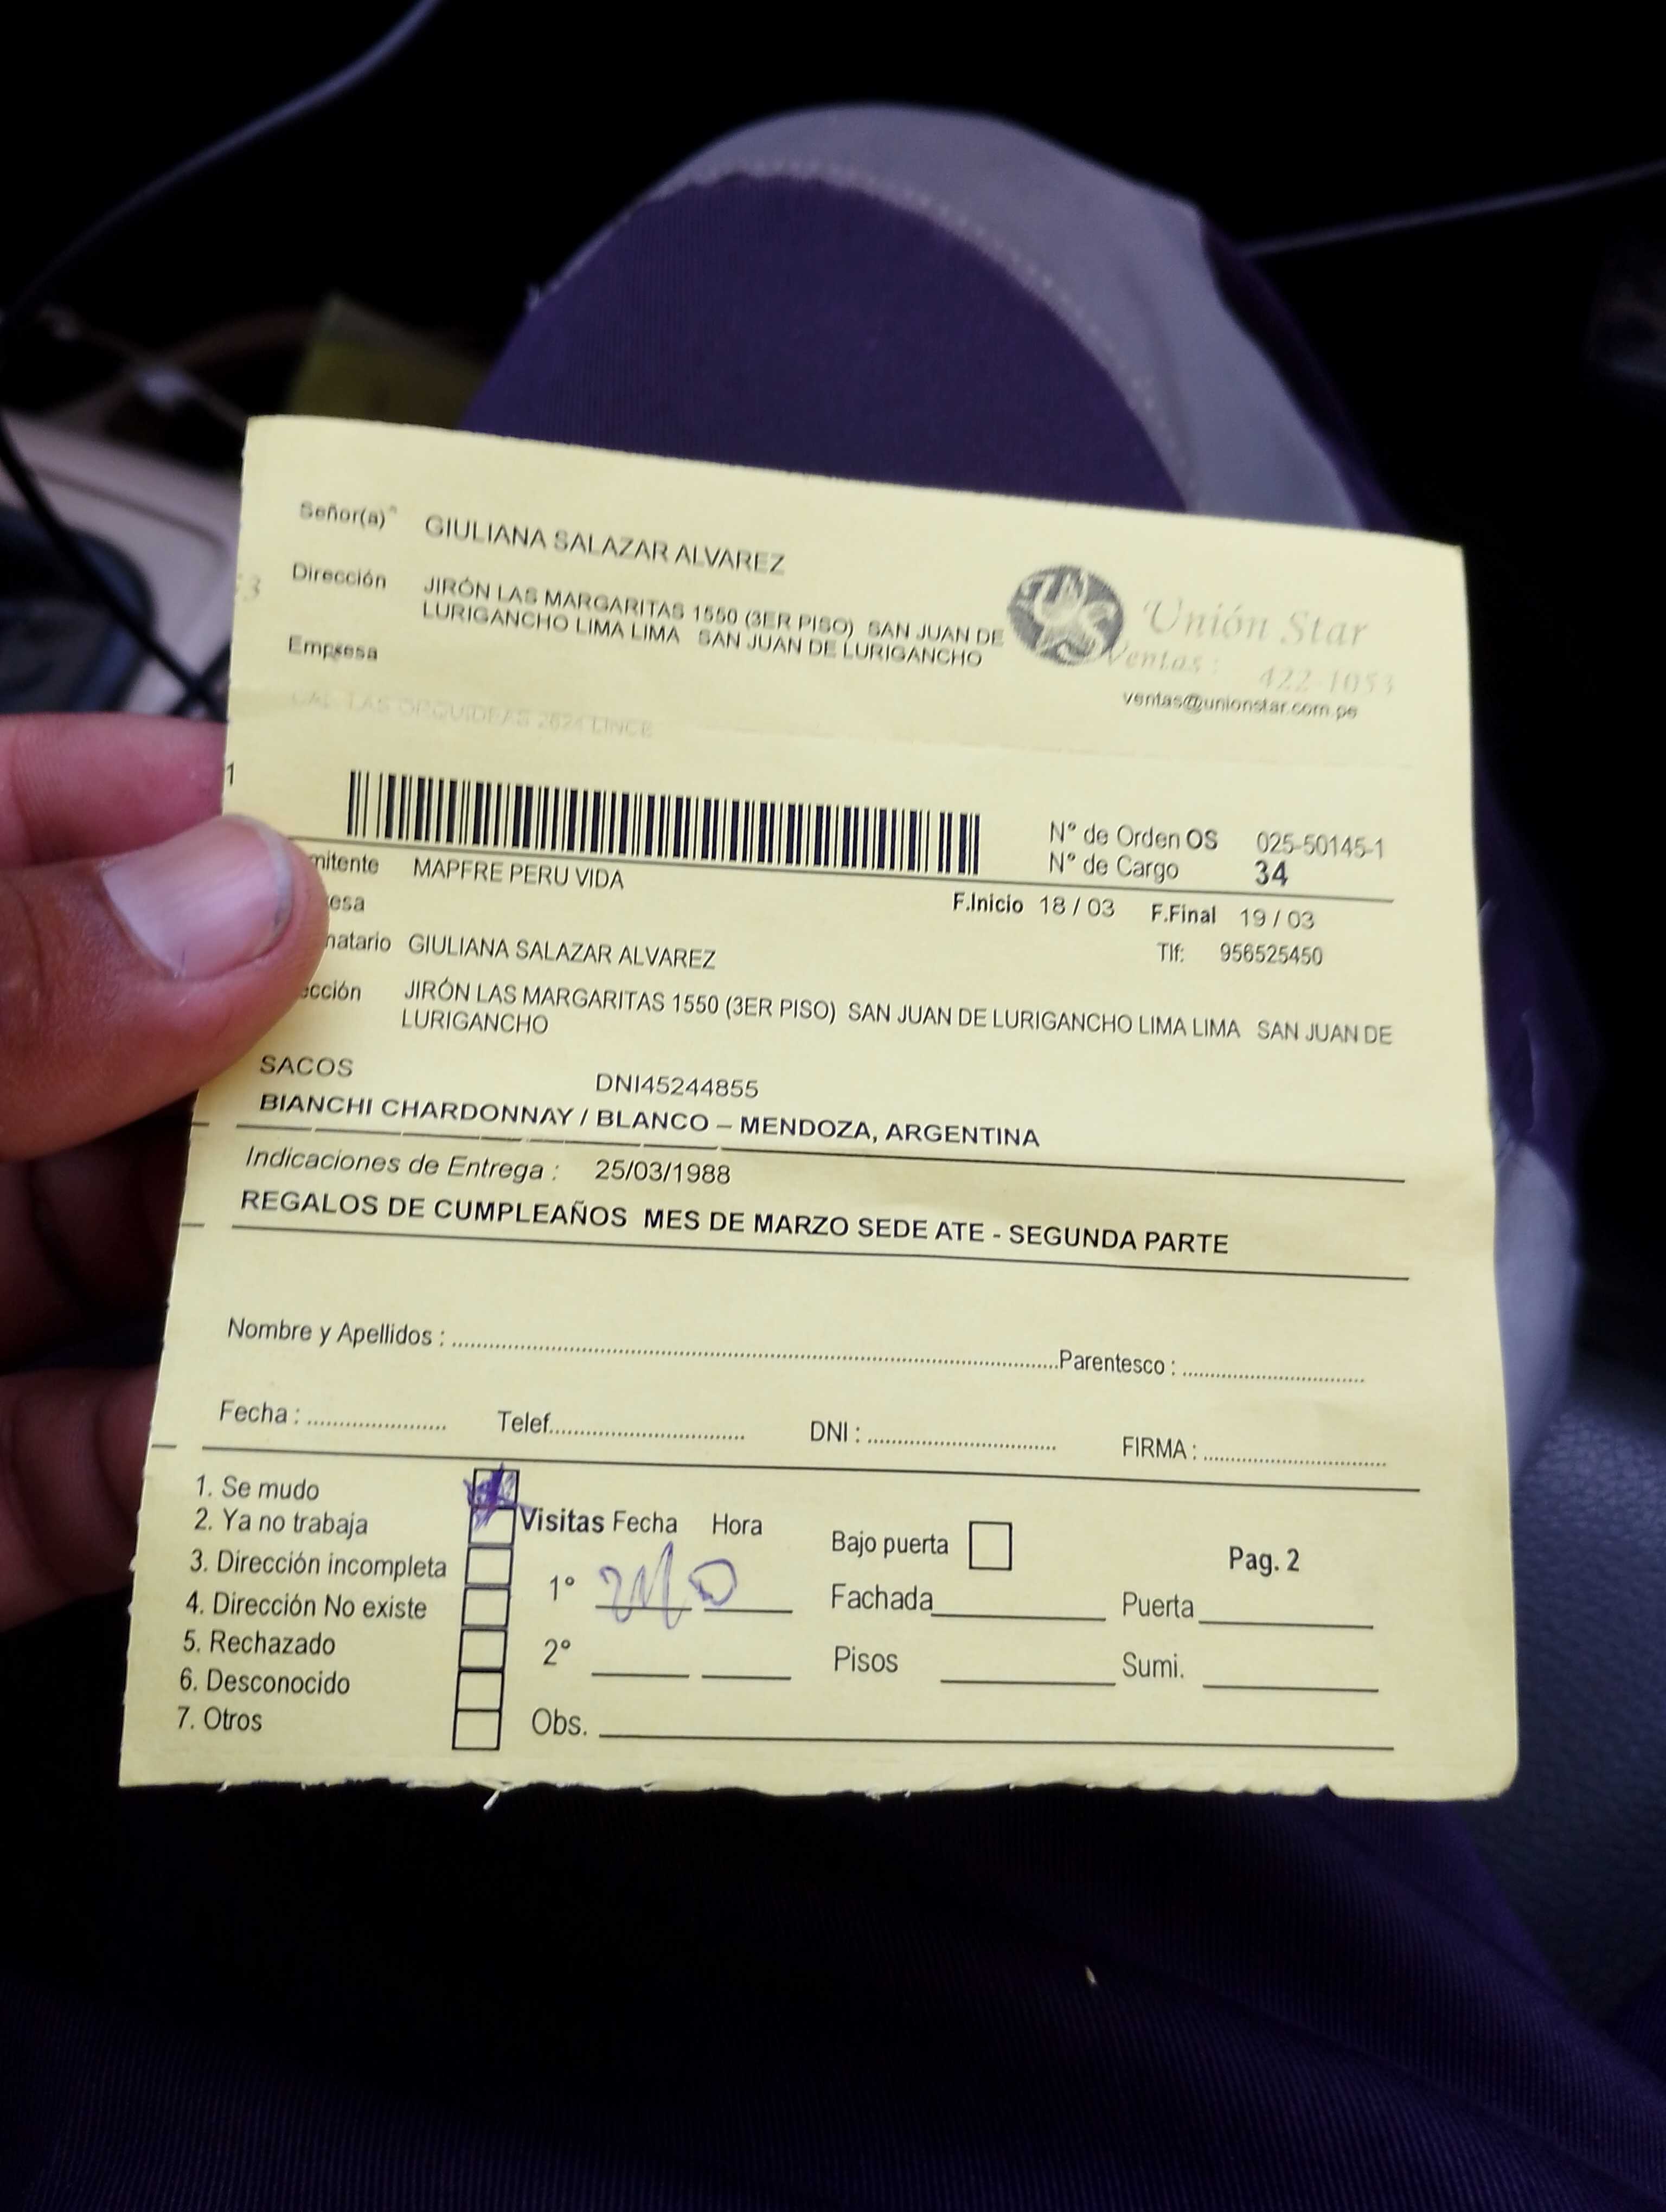 Señor(a) GIULIANA SALAZAR ALVAREZ
Dirección JIRÓN LAS MARGARITAS 1550 (3ER PISO) SAN JUAN DE
LURIGANCHO LIMA LIMA SAN JUAN DE LURIGANCHO
Empresa
Unión Star
Ventas: 422-1053
ventas@unionstar.com.pe
CAL. LAS ORQUIDEAS 2624 LINCE
1
N° de Orden OS 025-50145-1
N° de Cargo 34
mitente MAPFRE PERU VIDA
esa
F.Inicio 18 / 03 F.Final 19 / 03
natario GIULIANA SALAZAR ALVAREZ
Tlf: 956525450
ección JIRÓN LAS MARGARITAS 1550 (3ER PISO) SAN JUAN DE LURIGANCHO LIMA LIMA SAN JUAN DE
LURIGANCHO
SACOS DNI45244855
BIANCHI CHARDONNAY / BLANCO – MENDOZA, ARGENTINA
Indicaciones de Entrega : 25/03/1988
REGALOS DE CUMPLEAÑOS MES DE MARZO SEDE ATE - SEGUNDA PARTE
Nombre y Apellidos : Parentesco :
Fecha : Telef. DNI : FIRMA :
1. Se mudo
2. Ya no trabaja
3. Dirección incompleta
4. Dirección No existe
5. Rechazado
6. Desconocido
7. Otros
Visitas Fecha Hora
1°
2°
Obs.
Bajo puerta
Fachada
Pisos
Pag. 2
Puerta
Sumi.